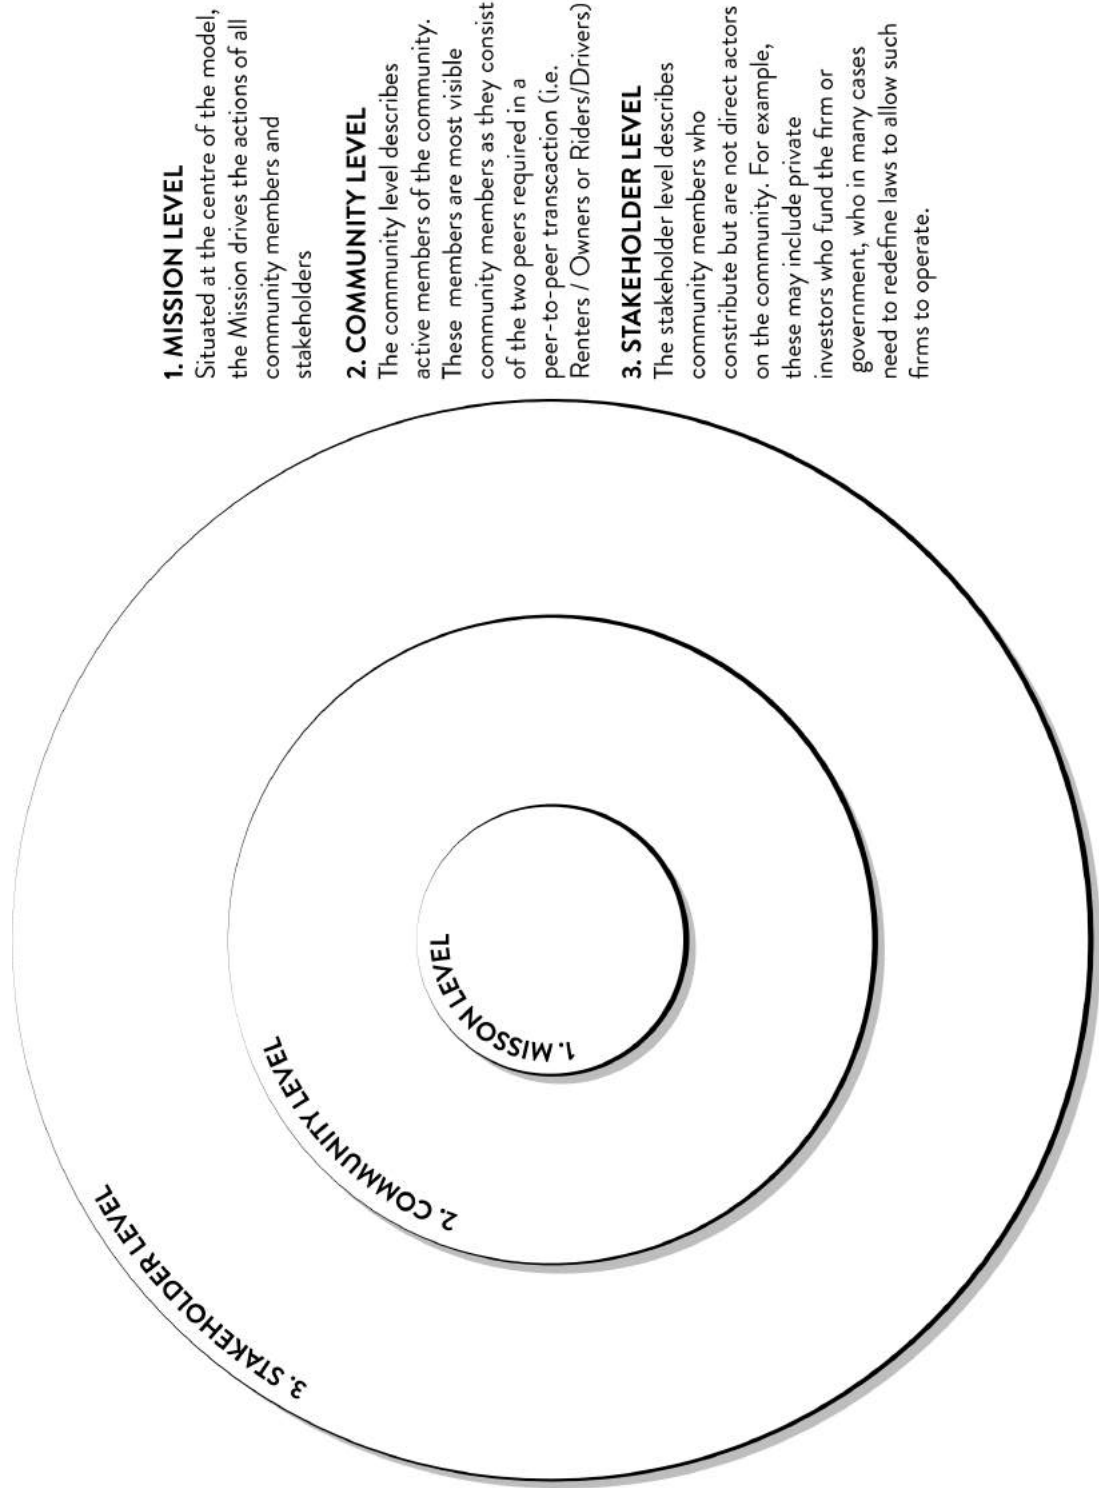 3. STAKEHOLDER LEVEL
2. COMMUNITY LEVEL
1. MISSON LEVEL
1. MISSION LEVEL
Situated at the centre of the model,
the Mission drives the actions of all
community members and
stakeholders
2. COMMUNITY LEVEL
The community level describes
active members of the community.
These members are most visible
community members as they consist
of the two peers required in a
peer-to-peer transcaction (i.e.
Renters / Owners or Riders/Drivers)
3. STAKEHOLDER LEVEL
The stakeholder level describes
community members who
constribute but are not direct actors
on the community. For example,
these may include private
investors who fund the firm or
government, who in many cases
need to redefine laws to allow such
firms to operate.